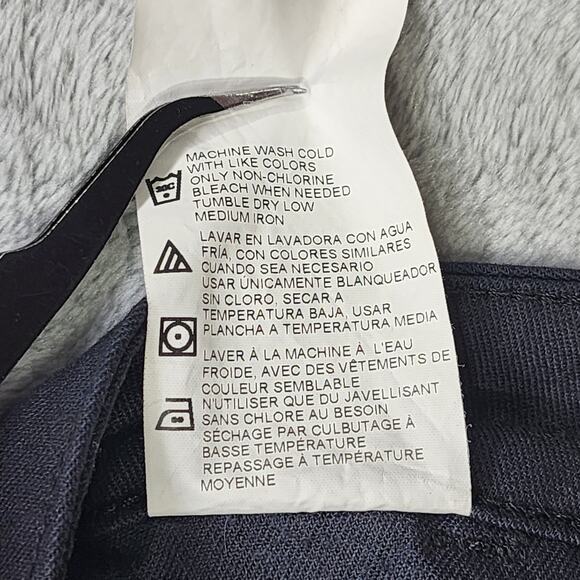 MACHINE WASH COLD
WITH LIKE COLORS
ONLY NON-CHLORINE
BLEACH WHEN NEEDED
TUMBLE DRY LOW
MEDIUM IRON
30C
LAVAR EN LAVADORA CON AGUA
FRÍA, CON COLORES SIMILARES
CUANDO SEA NECESARIO
USAR ÚNICAMENTE BLANQUEADOR
SIN CLORO, SECAR A
TEMPERATURA BAJA, USAR
PLANCHA A TEMPERATURA MEDIA
LAVER À LA MACHINE À L'EAU
FROIDE, AVEC DES VÊTEMENTS DE
COULEUR SEMBLABLE
N'UTILISER QUE DU JAVELLISANT
SANS CHLORE AU BESOIN
SÉCHAGE PAR CULBUTAGE À
BASSE TEMPÉRATURE
REPASSAGE À TEMPÉRATURE
MOYENNE